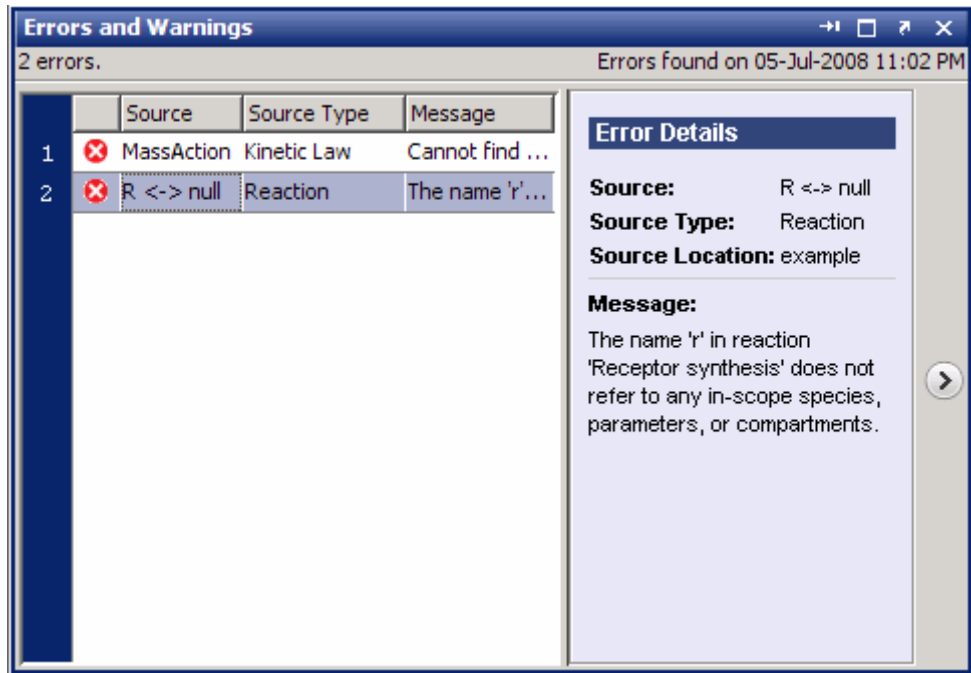 Errors and Warnings
2 errors.
Errors found on 05-Jul-2008 11:02 PM
Source Source Type Message
1 MassAction Kinetic Law Cannot find ...
2 R <-> null Reaction The name 'r'...
Error Details
Source: R <-> null
Source Type: Reaction
Source Location: example
Message:
The name 'r' in reaction
'Receptor synthesis' does not
refer to any in-scope species,
parameters, or compartments.